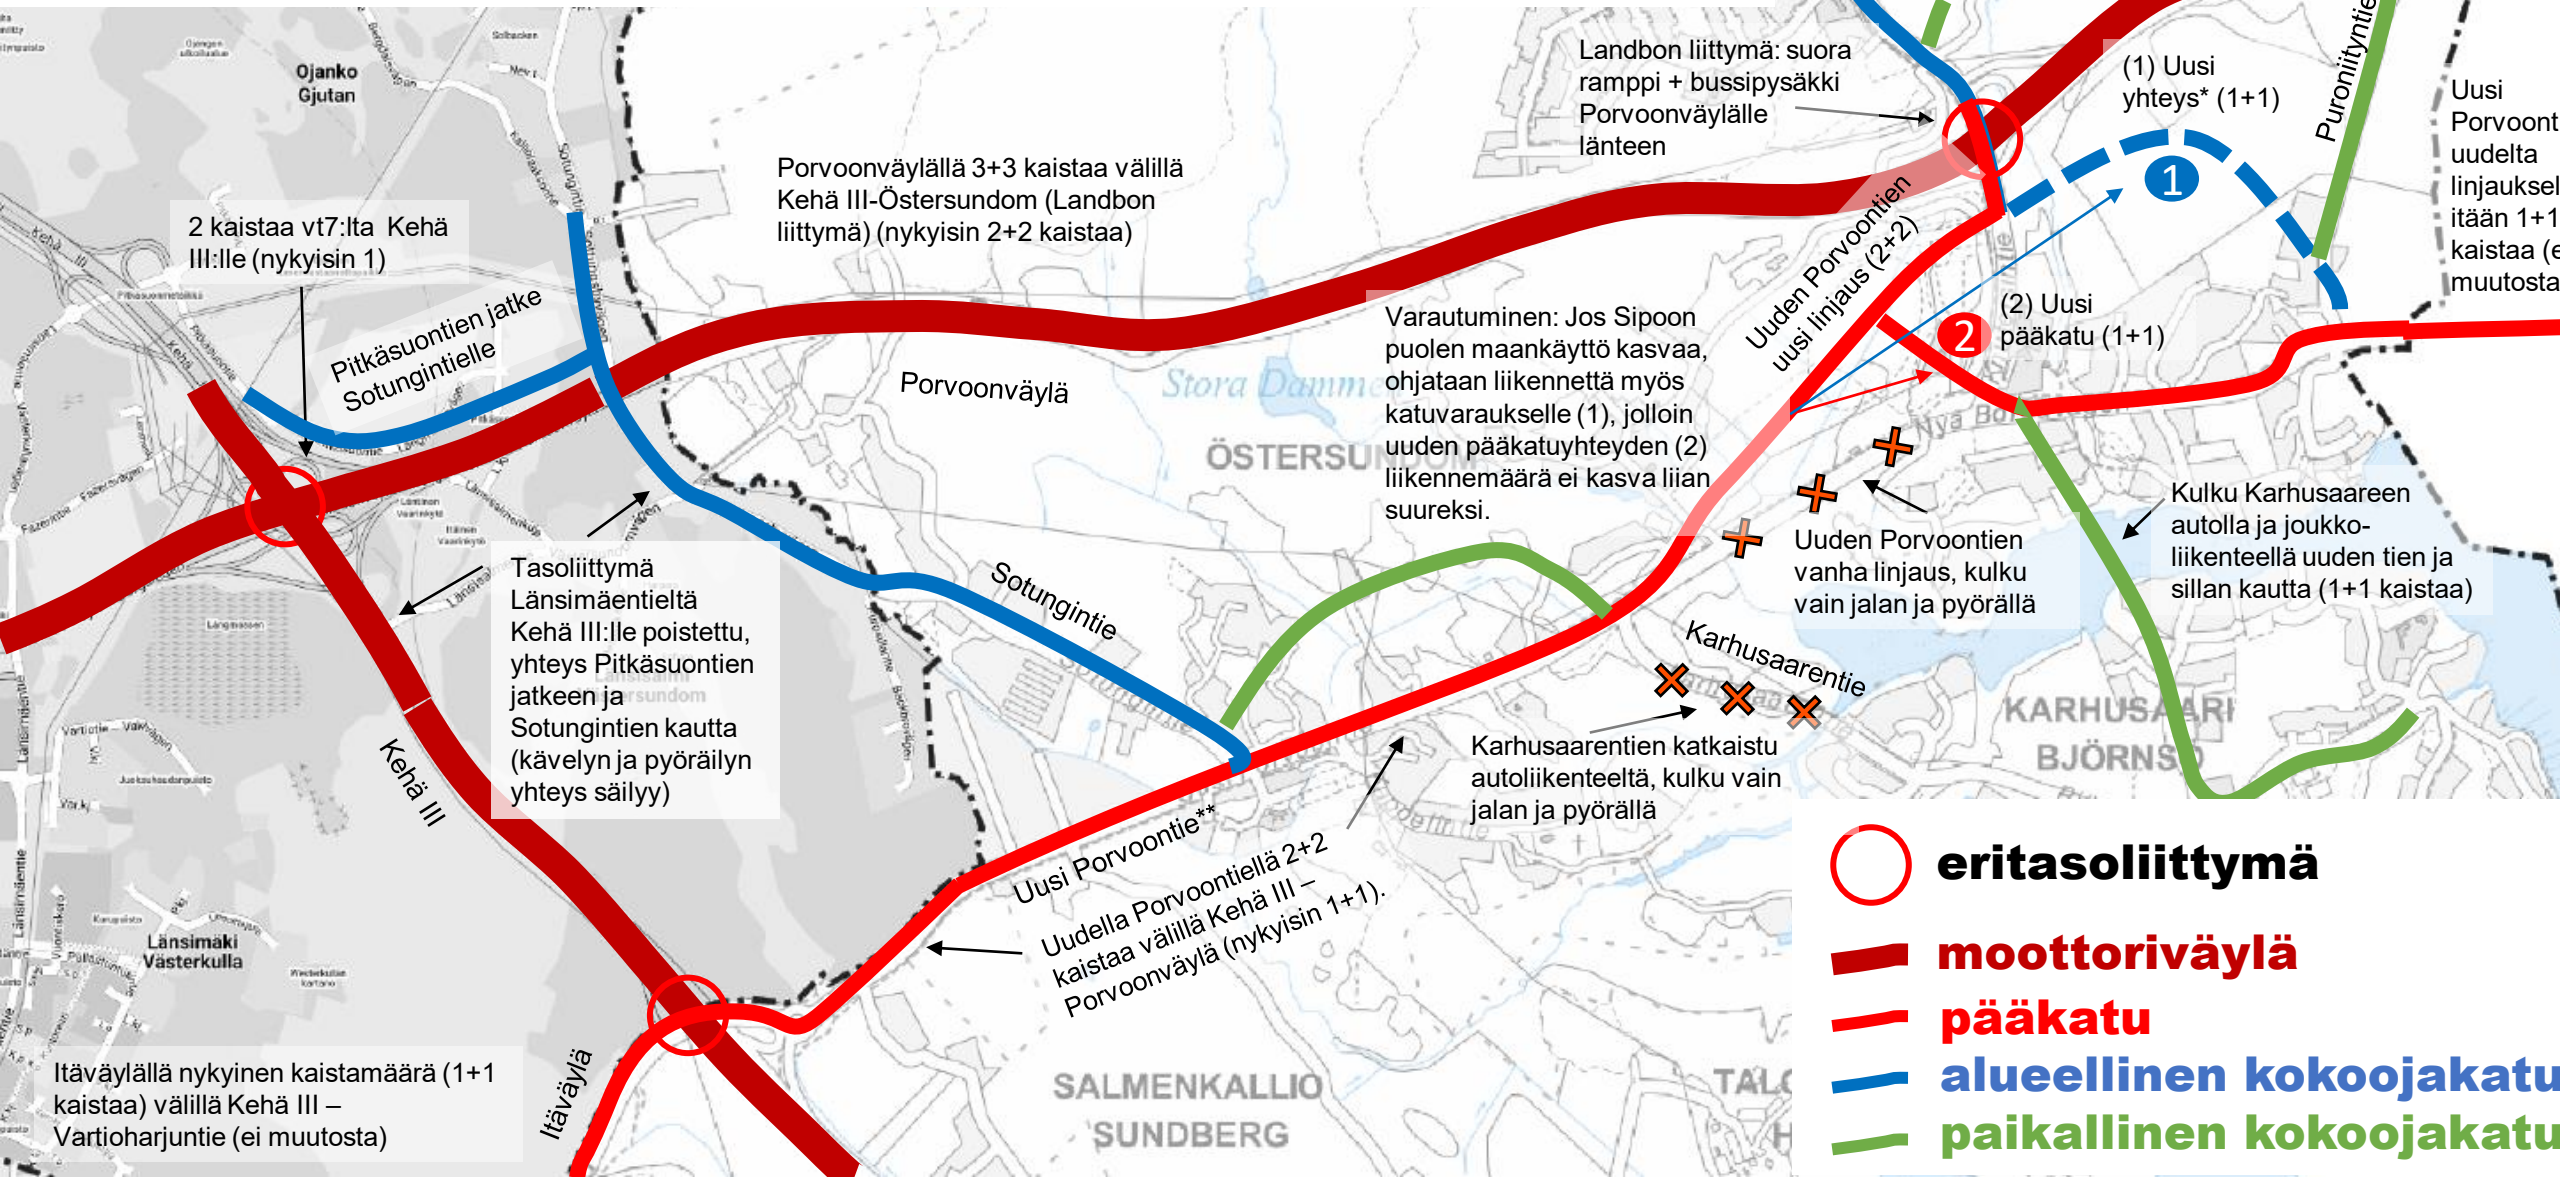 Ojanko
Gjutan
2 kaistaa vt7:lta Kehä
III:lle (nykyisin 1)
Pitkäsuontien jatke
Sotungintielle
Porvoonväylällä 3+3 kaistaa välillä
Kehä III-Östersundom (Landbon
liittymä) (nykyisin 2+2 kaistaa)
Landbon liittymä: suora
ramppi + bussipysäkki
Porvoonväylälle
länteen
(1) Uusi
yhteys* (1+1)
1
Puroniityntie
Uusi
Porvoont
uudelta
linjauksel
itään 1+1
kaistaa (e
muutosta
Uuden Porvoontien
uusi linjaus (2+2)
(2) Uusi
pääkatu (1+1)
2
Porvoonväylä
Stora Damme
ÖSTERSUNDOM
Varautuminen: Jos Sipoon
puolen maankäyttö kasvaa,
ohjataan liikennettä myös
katuvaraukselle (1), jolloin
uuden pääkatuyhteyden (2)
liikennemäärä ei kasva liian
suureksi.
Uuden Porvoontien
vanha linjaus, kulku
vain jalan ja pyörällä
Kulku Karhusaareen
autolla ja joukko-
liikenteellä uuden tien ja
sillan kautta (1+1 kaistaa)
Tasoliittymä
Länsimäentieltä
Kehä III:lle poistettu,
yhteys Pitkäsuontien
jatkeen ja
Sotungintien kautta
(kävelyn ja pyöräilyn
yhteys säilyy)
Sotungintie
Karhusaarentie
KARHUSAARI
BJÖRNSÖ
Karhusaarentien katkaistu
autoliikenteeltä, kulku vain
jalan ja pyörällä
Kehä III
Uusi Porvoontie**
Uudella Porvoontiellä 2+2
kaistaa välillä Kehä III –
Porvoonväylä (nykyisin 1+1).
Länsimäki
Västerkulla
Itäväylällä nykyinen kaistamäärä (1+1
kaistaa) välillä Kehä III –
Vartioharjuntie (ei muutosta)
Itäväylä
SALMENKALLIO
SUNDBERG
eritasoliittymä
moottoriväylä
pääkatu
alueellinen kokoojakatu
paikallinen kokoojakatu